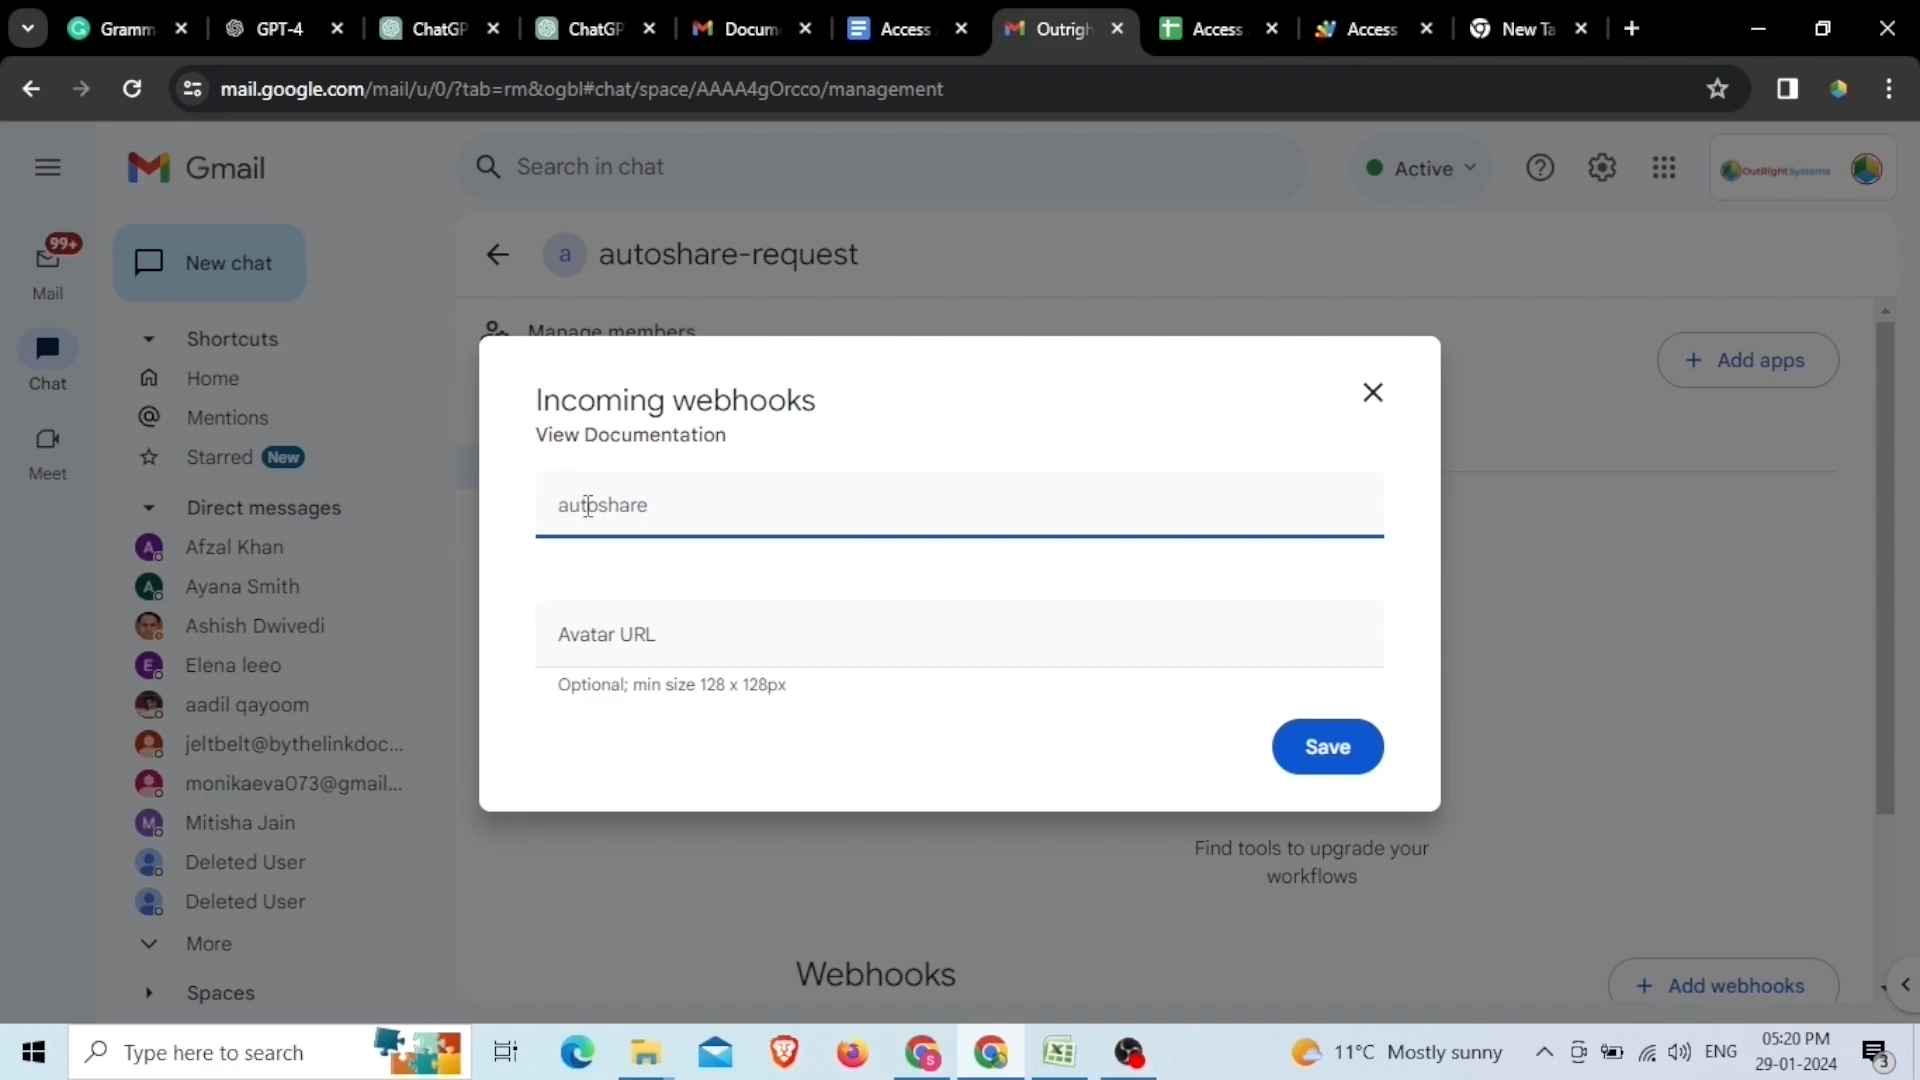 Gramm
GPT-4
ChatGP
ChatGP
Docum
Access
Outrigh
Access
Access
New Ta
mail.google.com/mail/u/0/?tab=rm&ogbl#chat/space/AAAA4gOrcco/management
Gmail
Search in chat
Active
OutRightSystems
99+
Mail
Chat
Meet
New chat
Shortcuts
Home
Mentions
Starred New
Direct messages
Afzal Khan
Ayana Smith
Ashish Dwivedi
Elena leeo
aadil qayoom
jeltbelt@bythelinkdoc...
monikaeva073@gmail...
Mitisha Jain
Deleted User
Deleted User
More
Spaces
a autoshare-request
Manage members
Add apps
Incoming webhooks
View Documentation
autoshare
Avatar URL
Optional; min size 128 x 128px
Save
Find tools to upgrade your
workflows
Webhooks
Add webhooks
Type here to search
11°C Mostly sunny
ENG
05:20 PM
29-01-2024
3